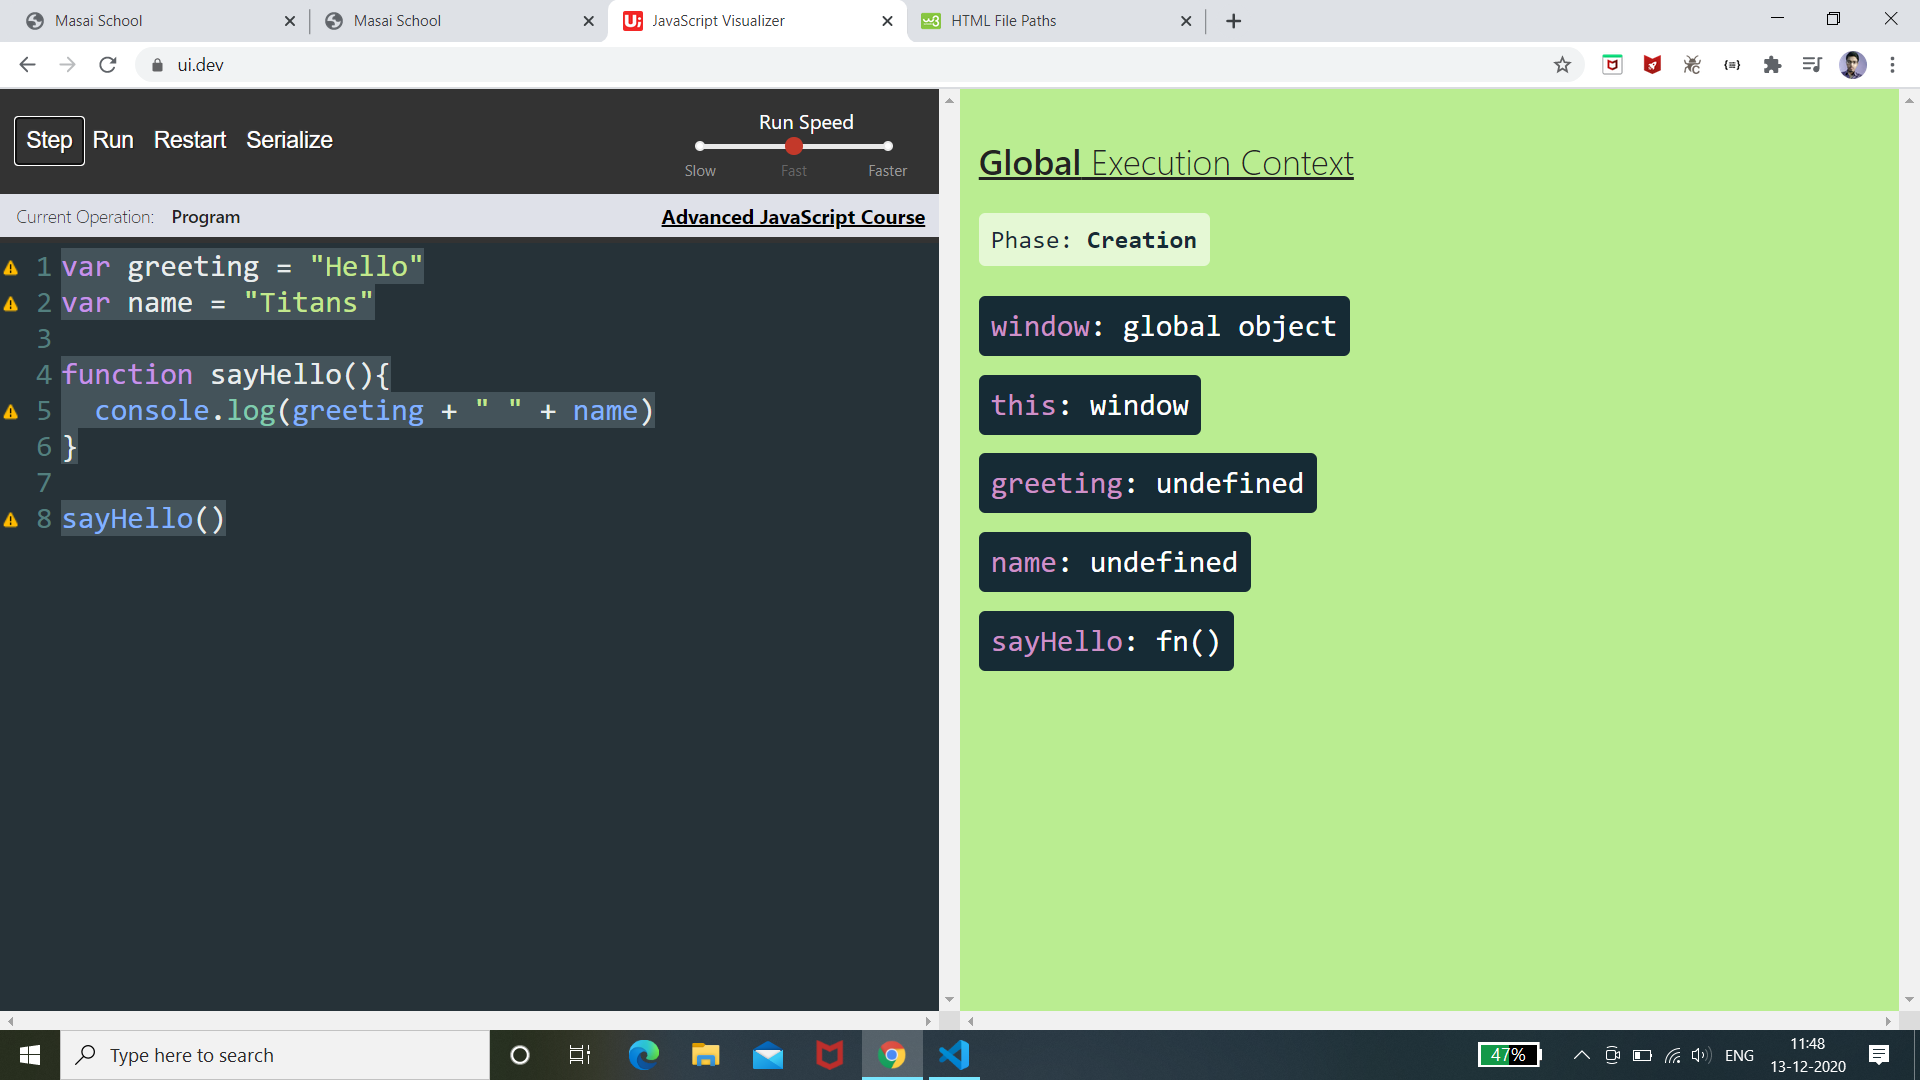 Masai School
Masai School
JavaScript Visualizer
HTML File Paths
ui.dev
Step Run Restart Serialize
Run Speed
Slow Fast Faster
Current Operation: Program
Advanced JavaScript Course
1 var greeting = "Hello"
2 var name = "Titans"
3
4 function sayHello(){
5   console.log(greeting + " " + name)
6 }
7
8 sayHello()
Global Execution Context
Phase: Creation
window: global object
this: window
greeting: undefined
name: undefined
sayHello: fn()
Type here to search
47%
ENG
11:48
13-12-2020